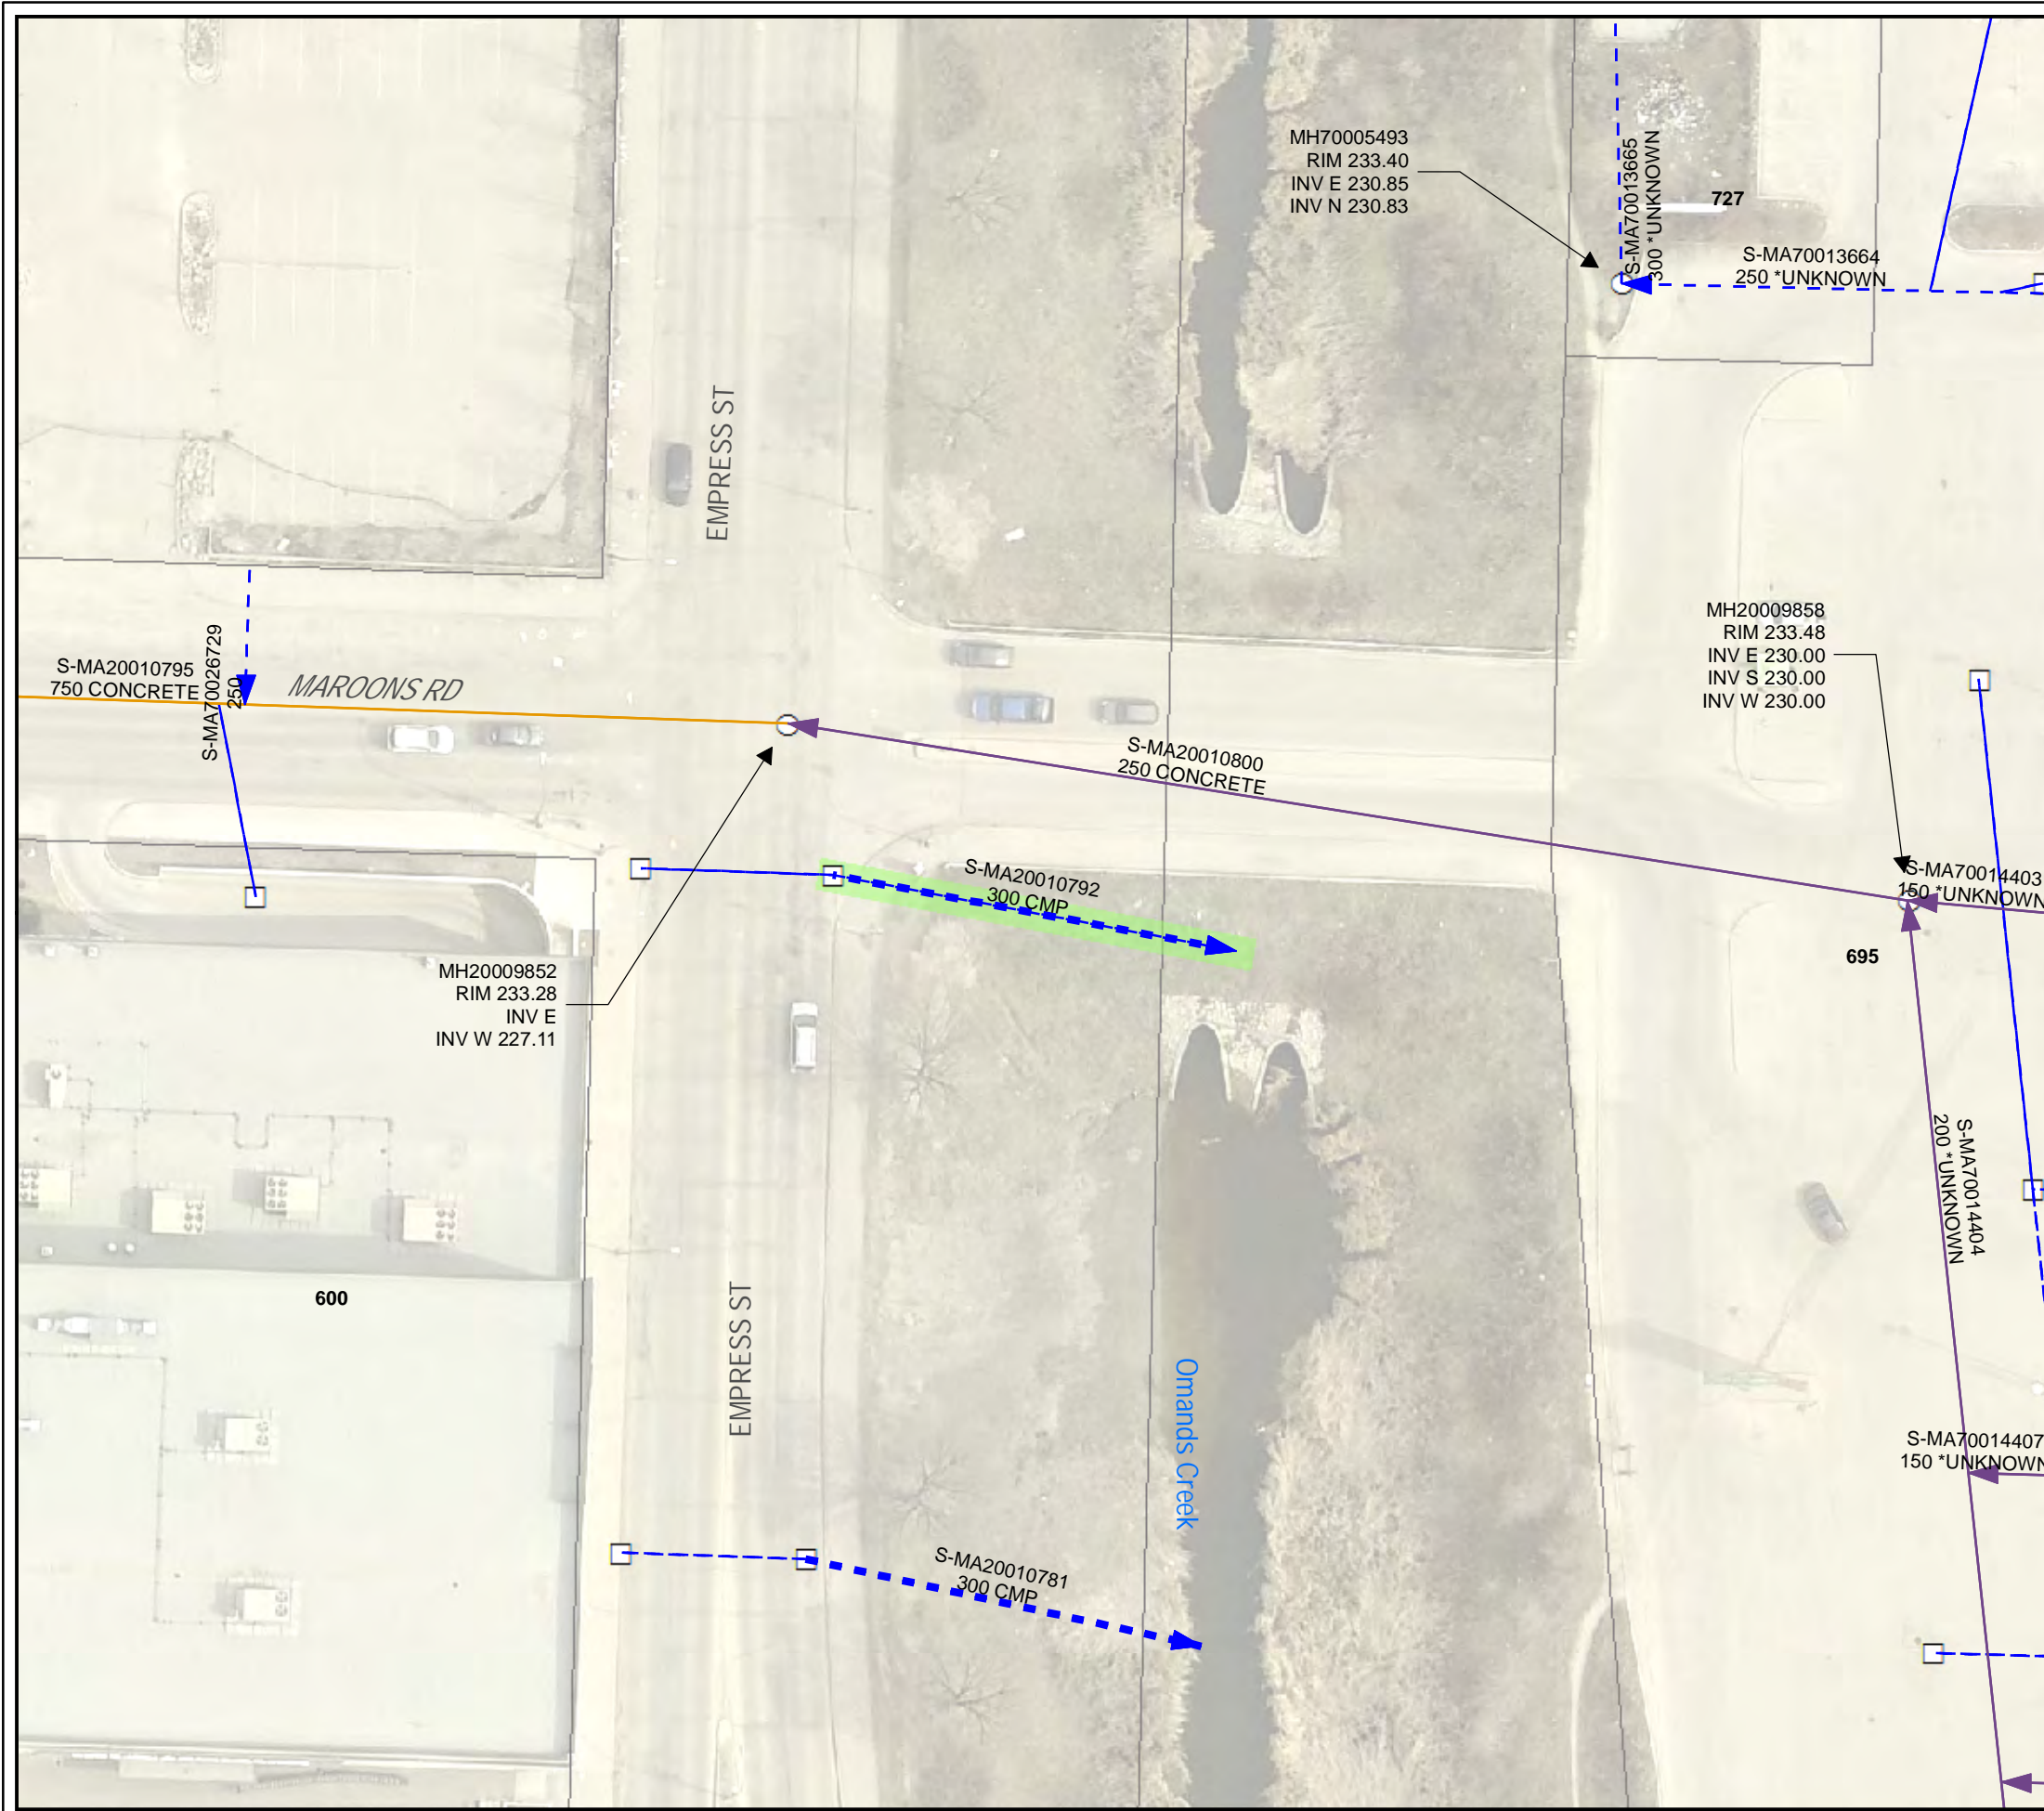 MH70005493
RIM 233.40
INV E 230.85
INV N 230.83
S-MA70013665
300 *UNKNOWN
727
S-MA70013664
250 *UNKNOWN
EMPRESS ST
MH20009858
RIM 233.48
INV E 230.00
INV S 230.00
INV W 230.00
S-MA20010795
750 CONCRETE
S-MA700026729
250
MAROONS RD
S-MA20010800
250 CONCRETE
S-MA20010792
300 CMP
S-MA70014403
150 *UNKNOWN
695
MH20009852
RIM 233.28
INV E
INV W 227.11
S-MA70014404
200 *UNKNOWN
600
EMPRESS ST
Omands Creek
S-MA70014407
150 *UNKNOWN
S-MA20010781
300 CMP